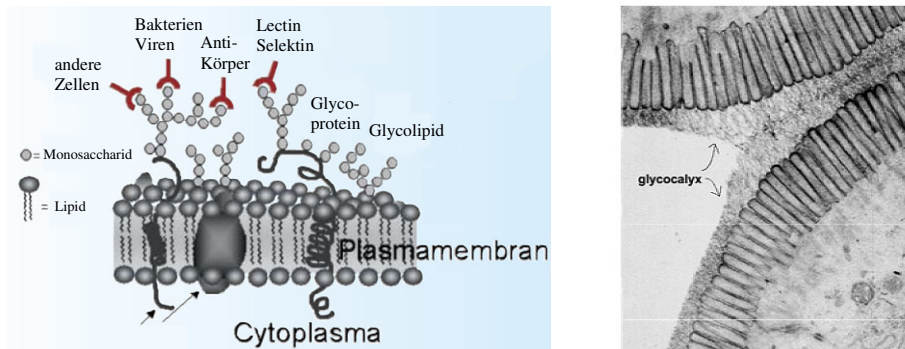 Bakterien
Viren
Anti-
Körper
Lectin
Selektin
andere
Zellen
Glyco-
protein
Glycolipid
= Monosaccharid
= Lipid
Plasmamembran
Cytoplasma
glycocalyx